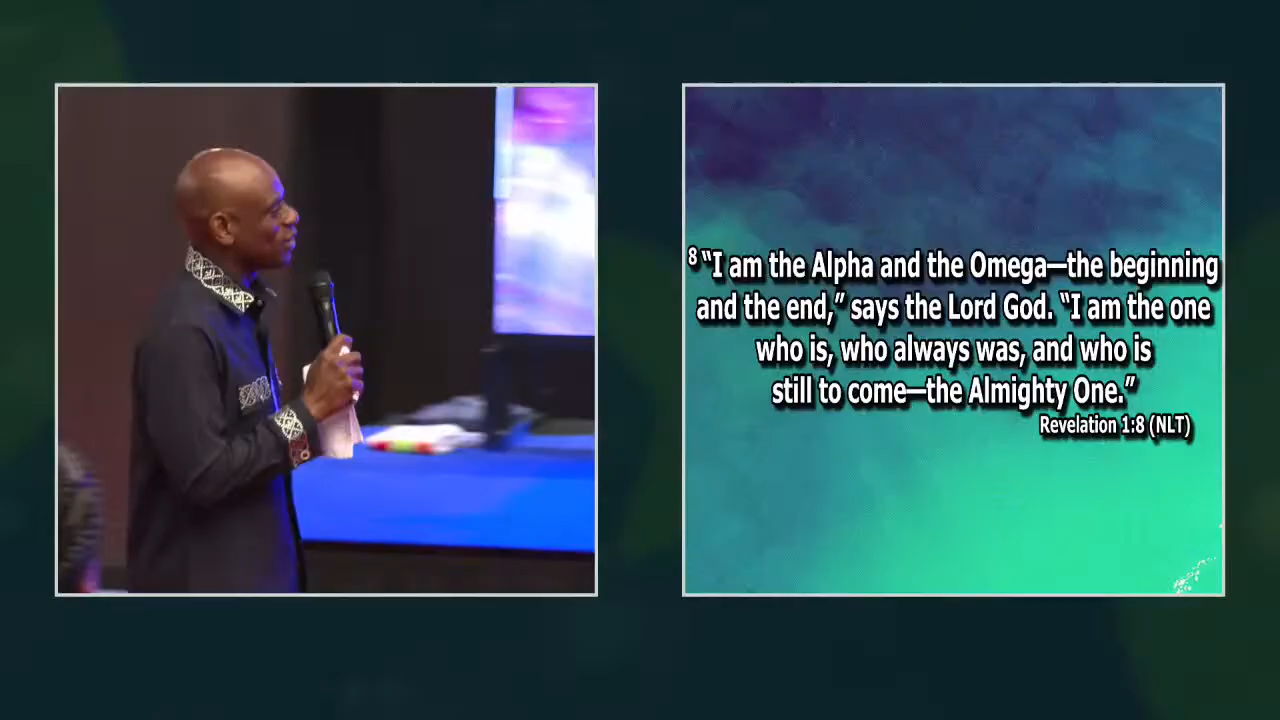 8 “I am the Alpha and the Omega—the beginning
and the end,” says the Lord God. “I am the one
who is, who always was, and who is
still to come—the Almighty One.”
Revelation 1:8 (NLT)